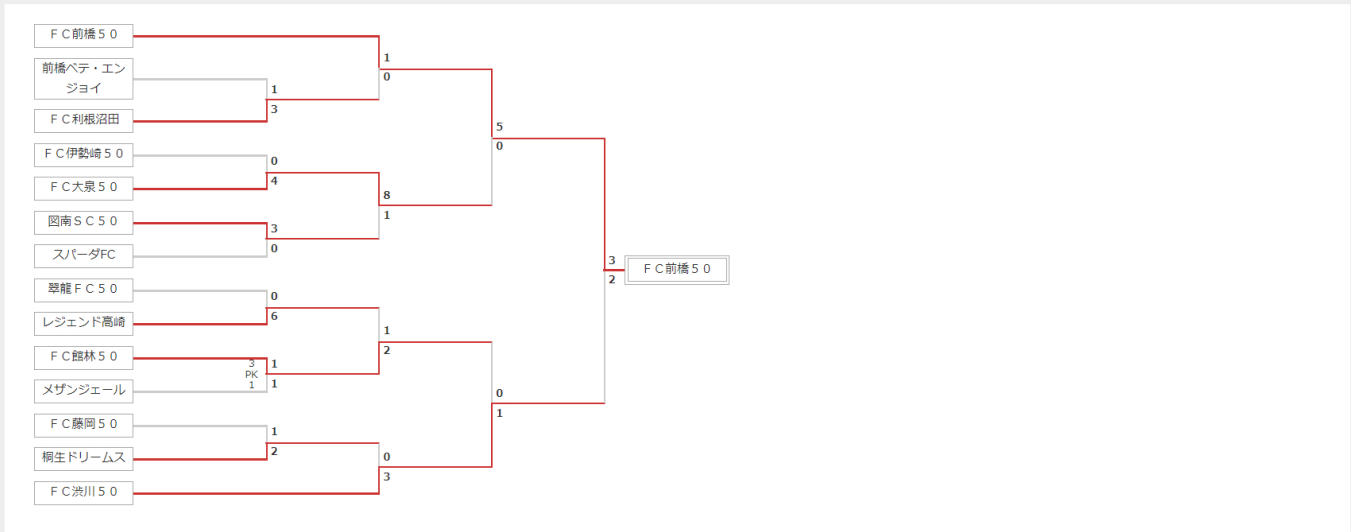 ＦＣ前橋５０
前橋ベテ・エン
ジョイ
ＦＣ利根沼田
ＦＣ伊勢崎５０
ＦＣ大泉５０
図南ＳＣ５０
スパーダFC
翠龍ＦＣ５０
レジェンド高崎
ＦＣ館林５０
メザンジェール
ＦＣ藤岡５０
桐生ドリームス
ＦＣ渋川５０
1
3
0
4
3
0
0
6
3
PK
1
1
1
1
2
1
0
8
1
1
2
0
3
5
0
0
1
3
2
ＦＣ前橋５０